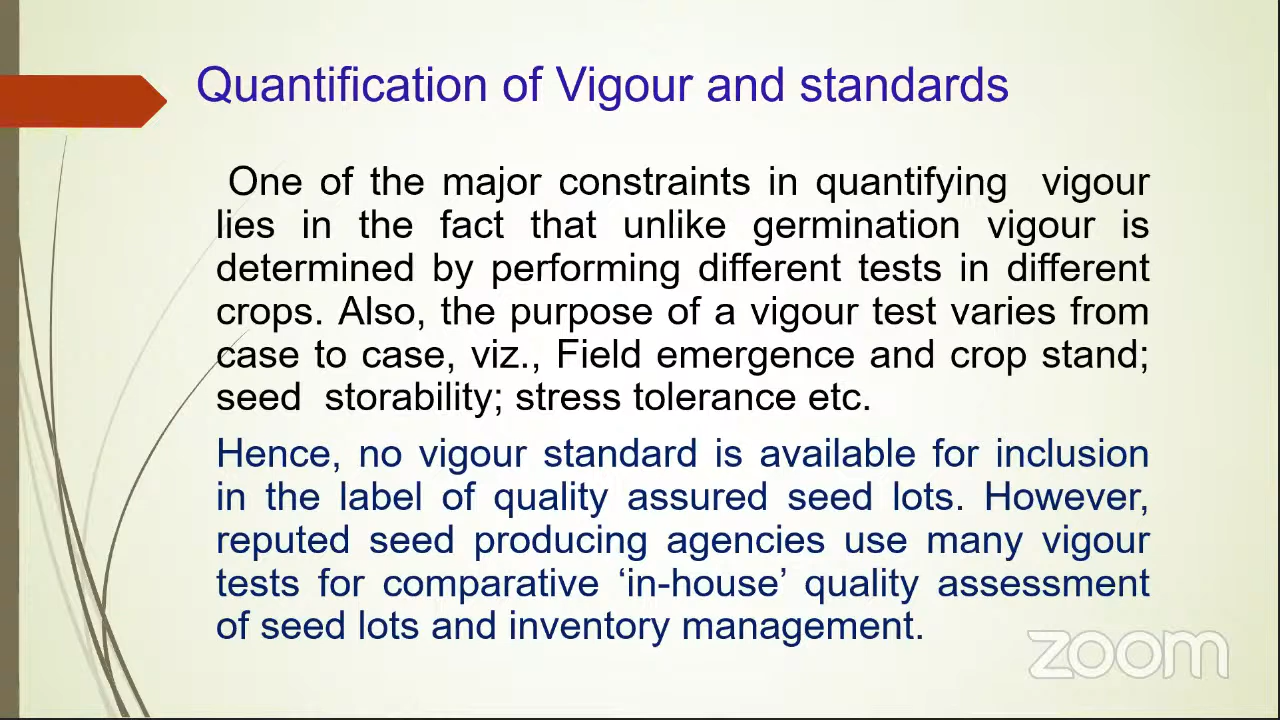 Quantification of Vigour and standards
One of the major constraints in quantifying vigour
lies in the fact that unlike germination vigour is
determined by performing different tests in different
crops. Also, the purpose of a vigour test varies from
case to case, viz., Field emergence and crop stand;
seed storability; stress tolerance etc.
Hence, no vigour standard is available for inclusion
in the label of quality assured seed lots. However,
reputed seed producing agencies use many vigour
tests for comparative ‘in-house’ quality assessment
of seed lots and inventory management.
zoom